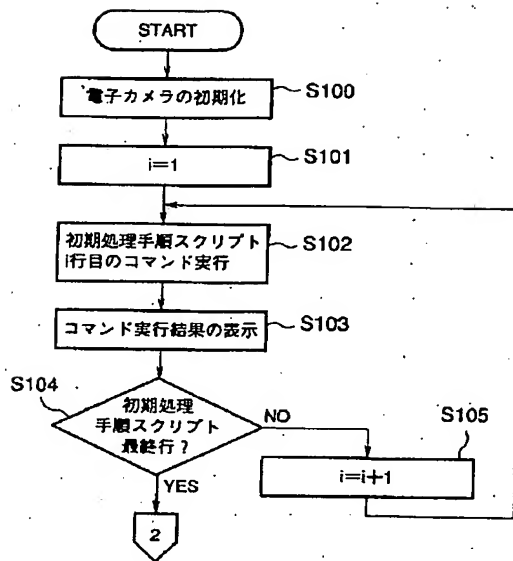 START
電子カメラの初期化
S100
i=1
S101
初期処理手順スクリプト
i行目のコマンド実行
S102
コマンド実行結果の表示
S103
S104
初期処理
手順スクリプト
最終行？
NO
S105
i=i+1
YES
2